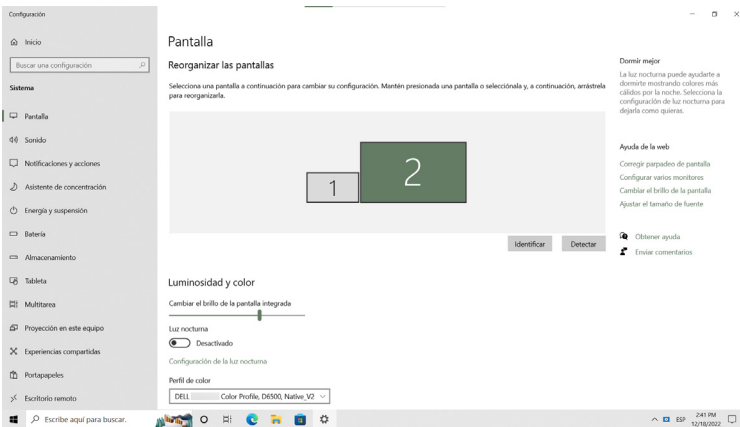 Configuración
Inicio
Buscar una configuración
Sistema
Pantalla
Sonido
Notificaciones y acciones
Asistente de concentración
Energía y suspensión
Batería
Almacenamiento
Tableta
Multitarea
Proyección en este equipo
Experiencias compartidas
Portapapeles
Escritorio remoto
Pantalla
Reorganizar las pantallas
Selecciona una pantalla a continuación para cambiar su configuración. Mantén presionada una pantalla o selecciónala y, a continuación, arrástrela
para reorganizarla.
1
2
Identificar
Detectar
Luminosidad y color
Cambiar el brillo de la pantalla integrada
Luz nocturna
Desactivado
Configuración de la luz nocturna
Perfil de color
DELL Color Profile, D6500, Native_V2
Dormir mejor
La luz nocturna puede ayudarte a
dormirte mostrando colores más
cálidos por la noche. Selecciona la
configuración de luz nocturna para
dejarla como quieras.
Ayuda de la web
Corregir parpadeo de pantalla
Configurar varios monitores
Cambiar el brillo de la pantalla
Ajustar el tamaño de fuente
Obtener ayuda
Enviar comentarios
Escribe aquí para buscar.
ESP
2:41 PM
12/18/2022